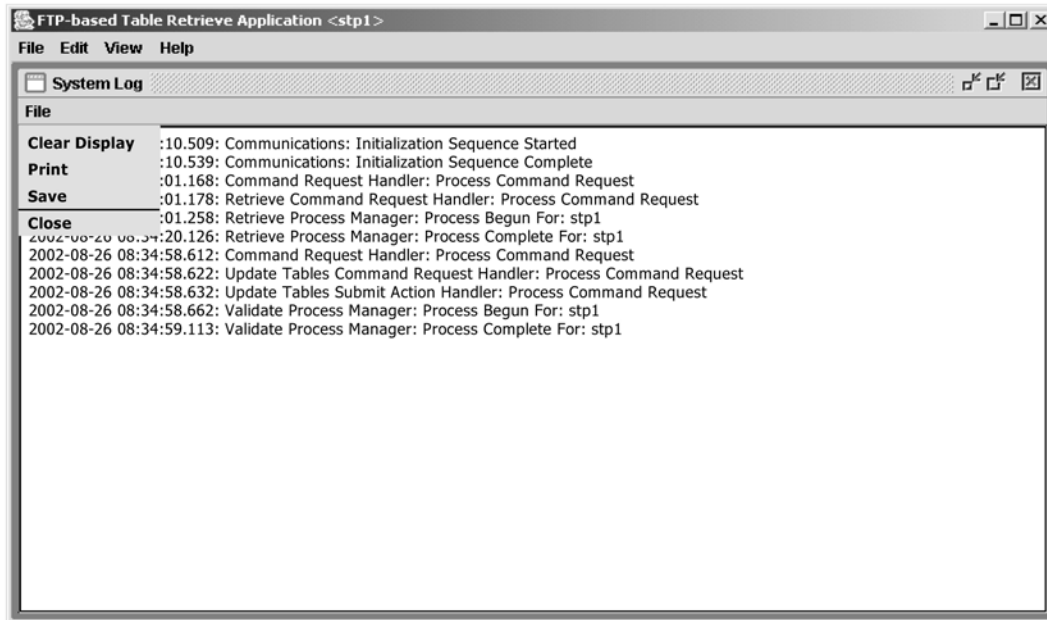 FTP-based Table Retrieve Application <stp1>
File Edit View Help
System Log
File
Clear Display
Print
Save
Close
:10.509: Communications: Initialization Sequence Started
:10.539: Communications: Initialization Sequence Complete
:01.168: Command Request Handler: Process Command Request
:01.178: Retrieve Command Request Handler: Process Command Request
:01.258: Retrieve Process Manager: Process Begun For: stp1
2002-08-26 08:34:20.126: Retrieve Process Manager: Process Complete For: stp1
2002-08-26 08:34:58.612: Command Request Handler: Process Command Request
2002-08-26 08:34:58.622: Update Tables Command Request Handler: Process Command Request
2002-08-26 08:34:58.632: Update Tables Submit Action Handler: Process Command Request
2002-08-26 08:34:58.662: Validate Process Manager: Process Begun For: stp1
2002-08-26 08:34:59.113: Validate Process Manager: Process Complete For: stp1